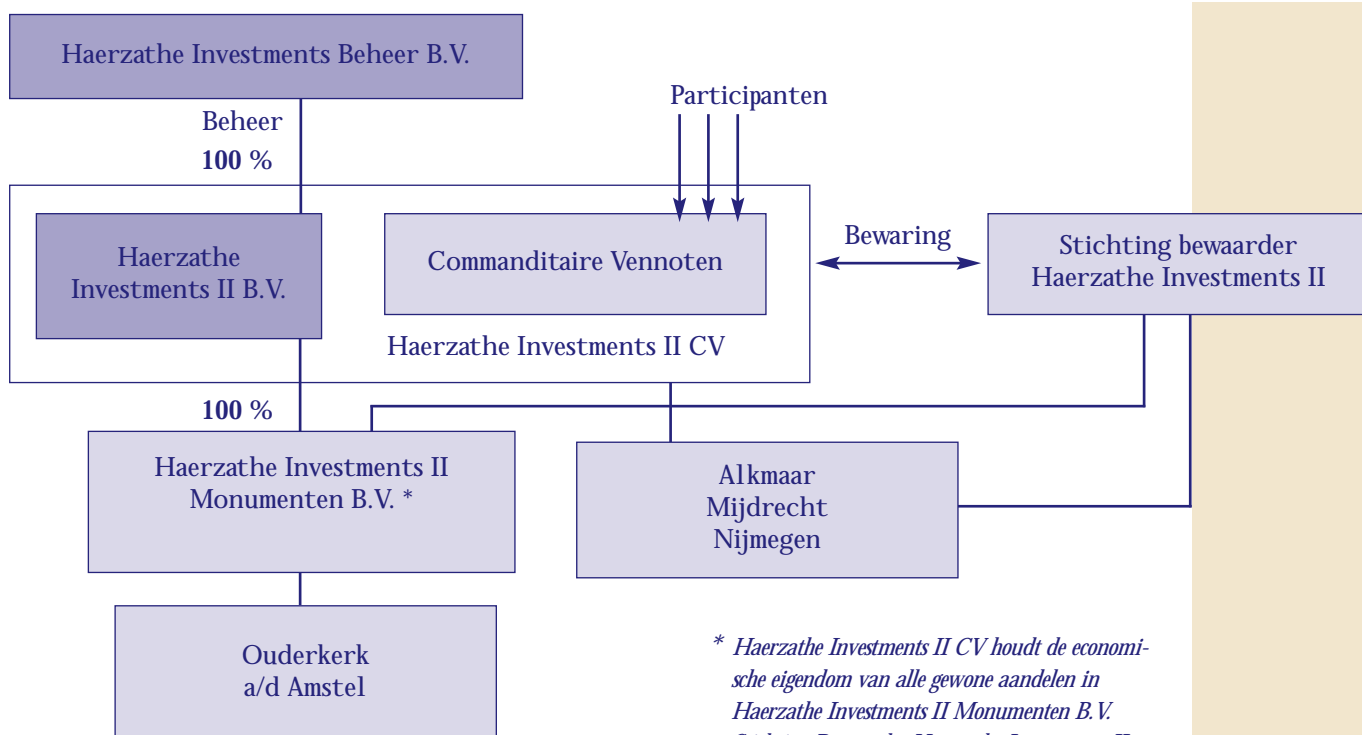 Haerzathe Investments Beheer B.V.
Participanten
Beheer
100 %
Haerzathe
Investments II B.V.
Commanditaire Vennoten
Bewaring
Stichting bewaarder
Haerzathe Investments II
Haerzathe Investments II CV
100 %
Haerzathe Investments II
Monumenten B.V. *
Alkmaar
Mijdrecht
Nijmegen
Ouderkerk
a/d Amstel
* Haerzathe Investments II CV houdt de economi-
sche eigendom van alle gewone aandelen in
Haerzathe Investments II Monumenten B.V.